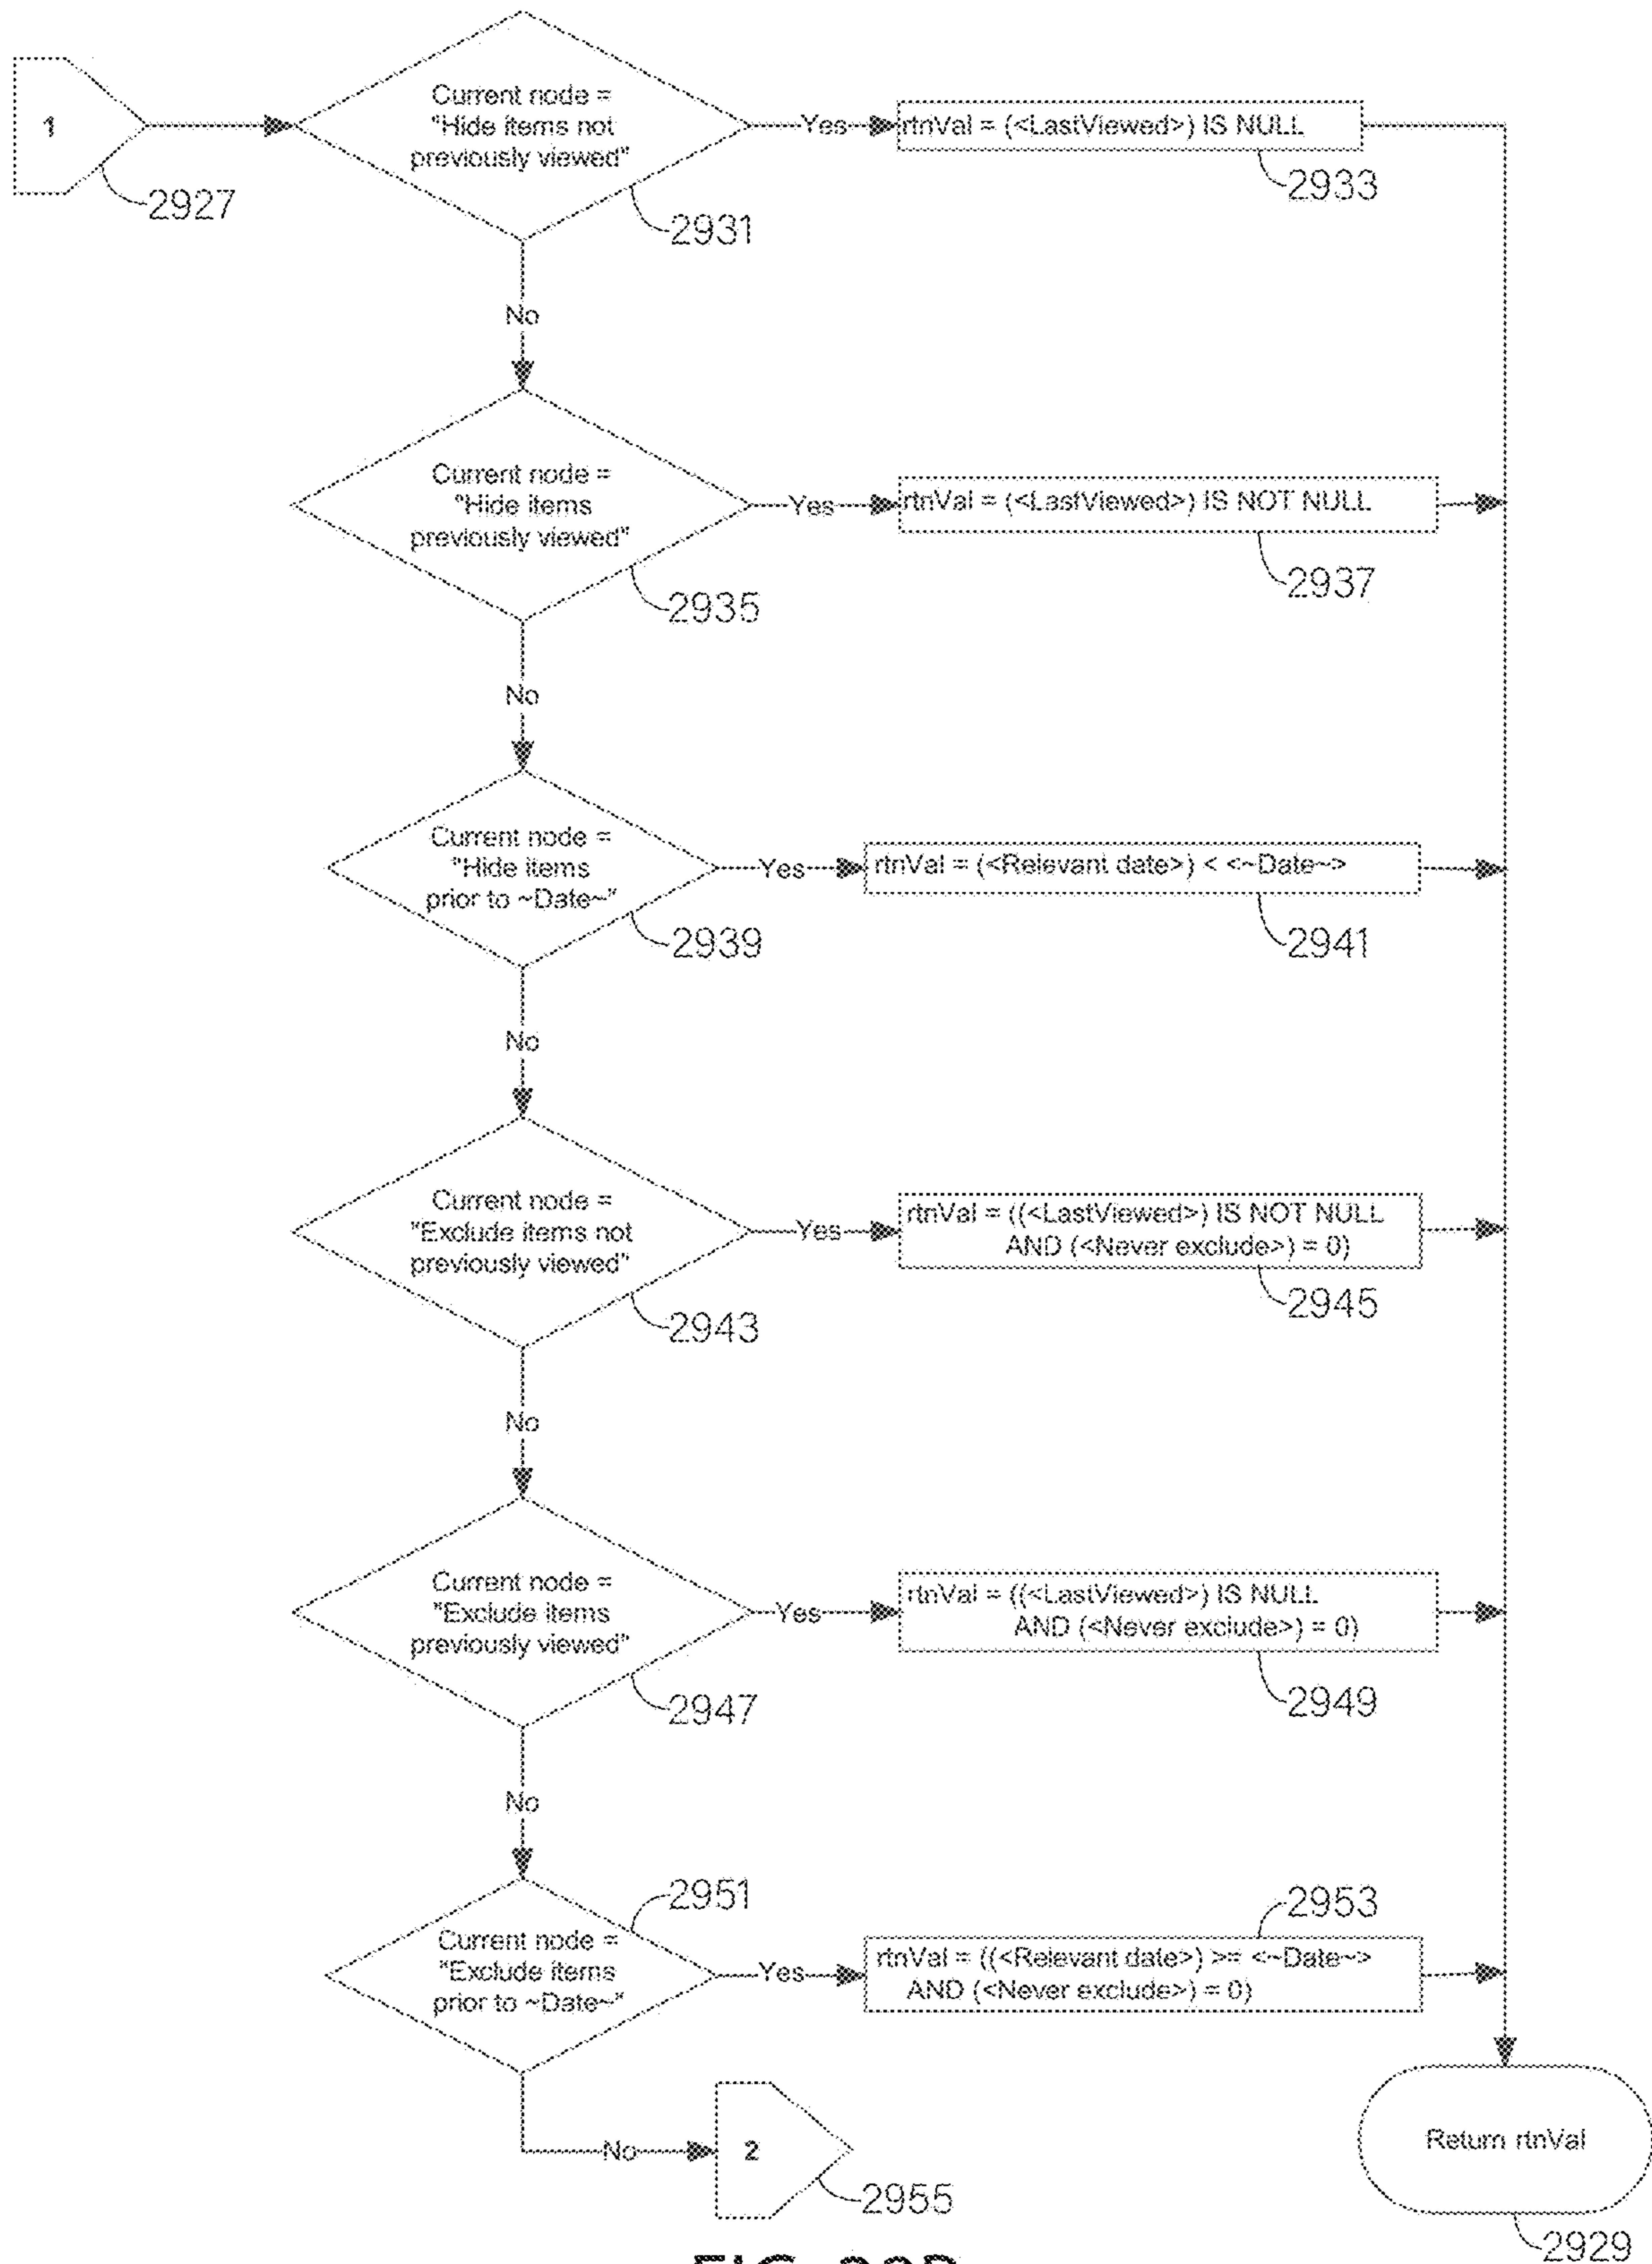 1
2927
Current node =
"Hide items not
previously viewed"
2931
Yes
rtnVal = (<LastViewed>) IS NULL
2933
No
Current node =
"Hide items
previously viewed"
2935
Yes
rtnVal = (<LastViewed>) IS NOT NULL
2937
No
Current node =
"Hide items
prior to ~Date~"
2939
Yes
rtnVal = (<Relevant date>) < <~Date~>
2941
No
Current node =
"Exclude items not
previously viewed"
2943
Yes
rtnVal = ((<LastViewed>) IS NOT NULL
AND (<Never exclude>) = 0)
2945
No
Current node =
"Exclude items
previously viewed"
2947
Yes
rtnVal = ((<LastViewed>) IS NULL
AND (<Never exclude>) = 0)
2949
No
2951
Current node =
"Exclude items
prior to ~Date~"
Yes
2953
rtnVal = ((<Relevant date>) >= <~Date~>
AND (<Never exclude>) = 0)
No
2
2955
Return rtnVal
2929